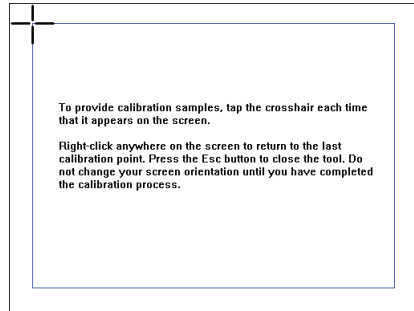 To provide calibration samples, tap the crosshair each time
that it appears on the screen.
Right-click anywhere on the screen to return to the last
calibration point. Press the Esc button to close the tool. Do
not change your screen orientation until you have completed
the calibration process.